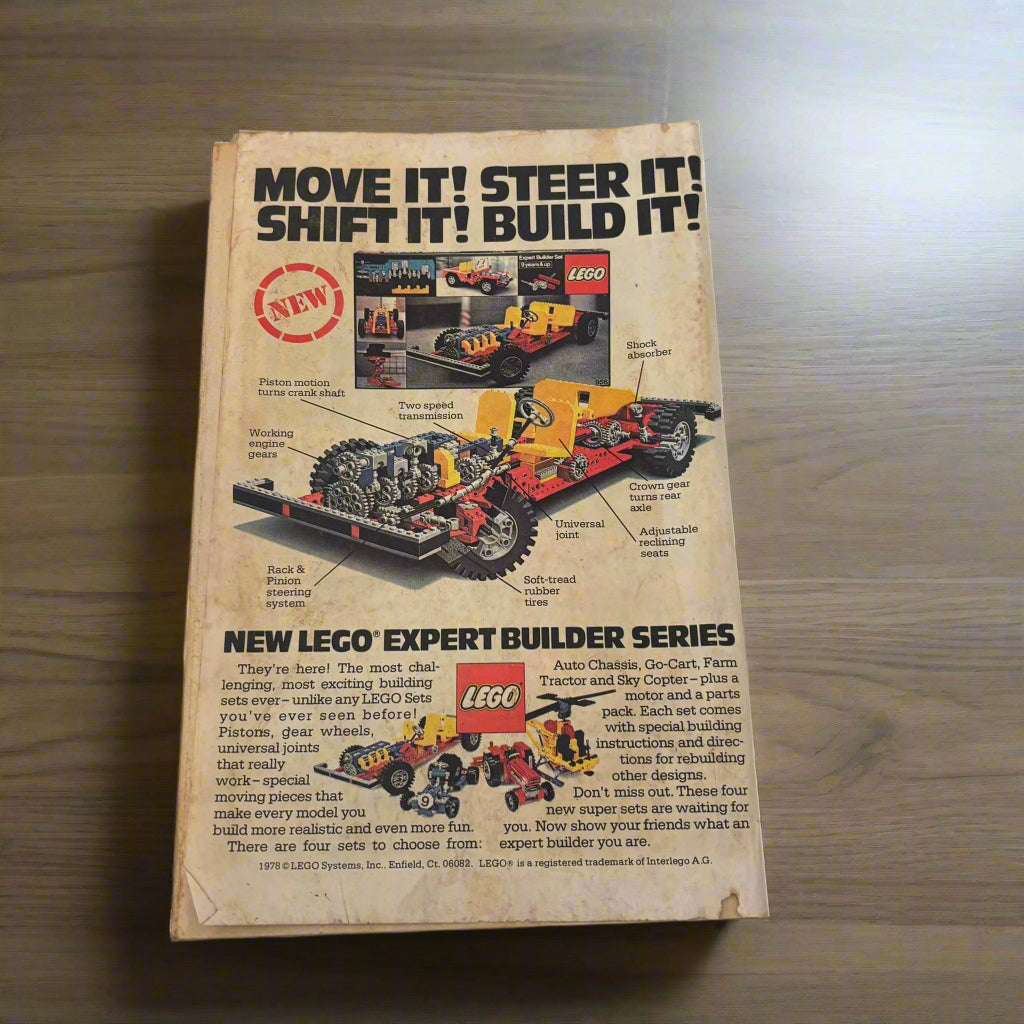 MOVE IT! STEER IT!
SHIFT IT! BUILD IT!
NEW
Expert Builder Set
9 years & up
LEGO
956
Shock
absorber
Piston motion
turns crank shaft
Two speed
transmission
Working
engine
gears
Crown gear
turns rear
axle
Universal
joint
Adjustable
reclining
seats
Rack &
Pinion
steering
system
Soft-tread
rubber
tires
NEW LEGO® EXPERT BUILDER SERIES
They're here! The most chal-
lenging, most exciting building
sets ever – unlike any LEGO Sets
you've ever seen before!
Pistons, gear wheels,
universal joints
that really
work – special
moving pieces that
make every model you
build more realistic and even more fun.
There are four sets to choose from:
LEGO
9
Auto Chassis, Go-Cart, Farm
Tractor and Sky Copter – plus a
motor and a parts
pack. Each set comes
with special building
instructions and direc-
tions for rebuilding
other designs.
Don't miss out. These four
new super sets are waiting for
you. Now show your friends what an
expert builder you are.
1978 © LEGO Systems, Inc., Enfield, Ct. 06082. LEGO® is a registered trademark of Interlego A.G.